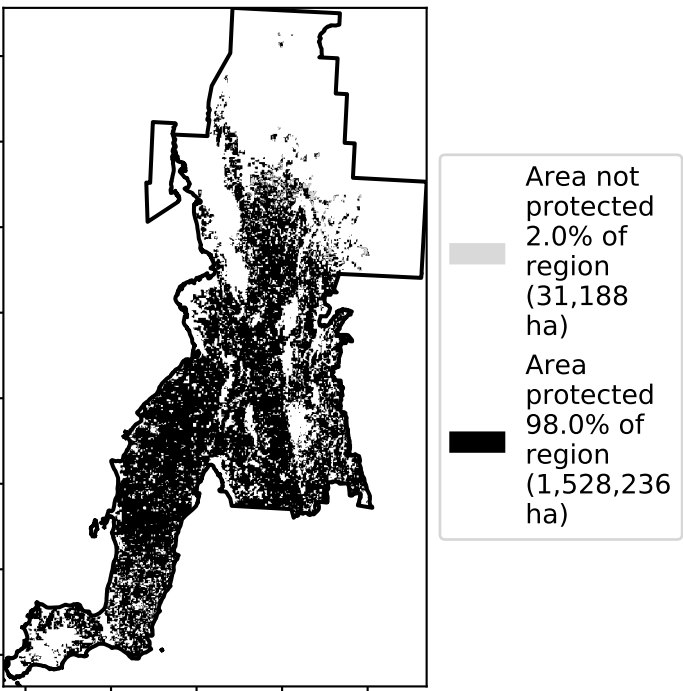 Area not
protected
2.0% of
region
(31,188
ha)
Area
protected
98.0% of
region
(1,528,236
ha)